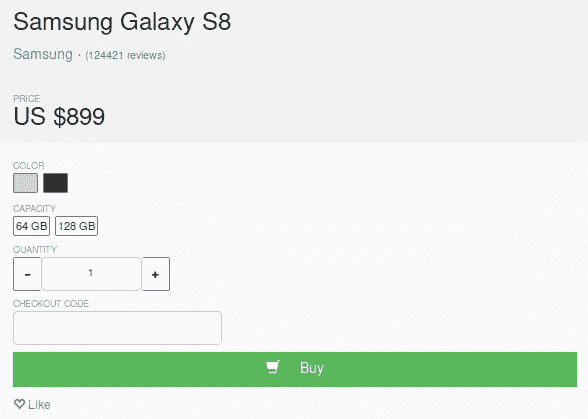 Samsung Galaxy S8
Samsung · (124421 reviews)
PRICE
US $899
COLOR
CAPACITY
64 GB 128 GB
QUANTITY
- 1 +
CHECKOUT CODE
Buy
Like